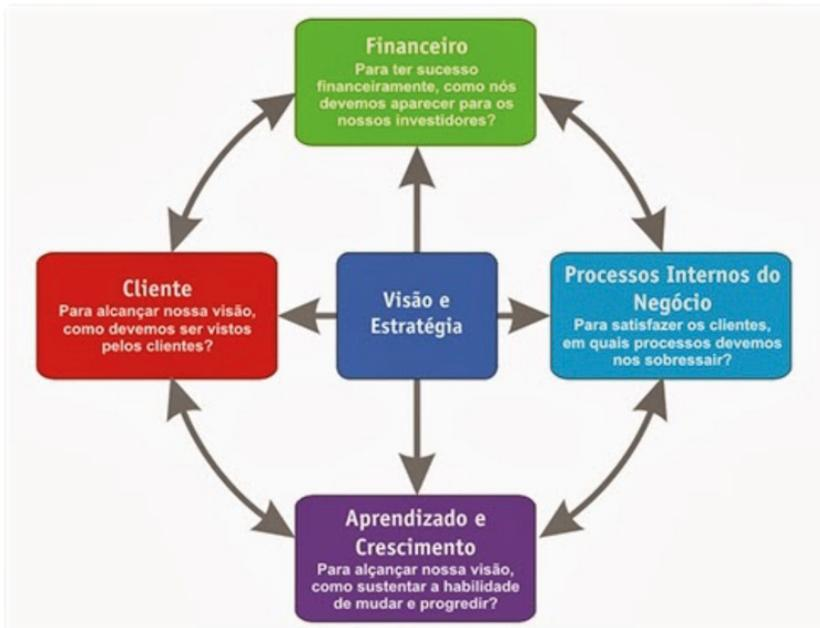 Financeiro
Para ter sucesso
financeiramente, como nós
devemos aparecer para os
nossos investidores?
Cliente
Para alcançar nossa visão,
como devemos ser vistos
pelos clientes?
Visão e
Estratégia
Processos Internos do
Negócio
Para satisfazer os clientes,
em quais processos devemos
nos sobressair?
Aprendizado e
Crescimento
Para alçançar nossa visão,
como sustentar a habilidade
de mudar e progredir?